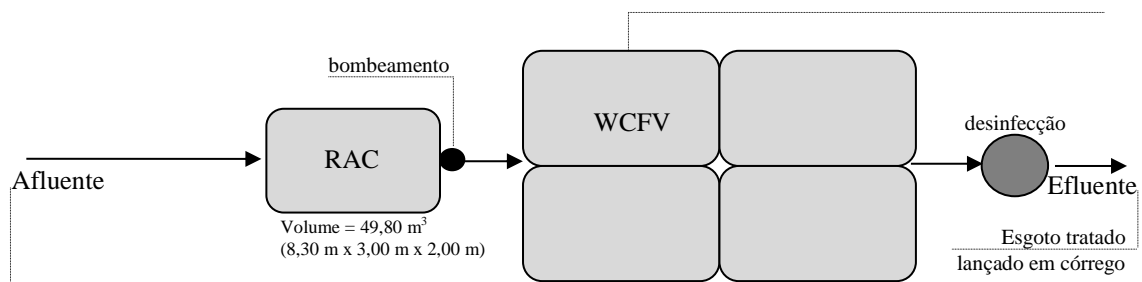 bombeamento
WCFV
desinfecção
RAC
Afluente
Efluente
Volume = 49,80 m³
(8,30 m x 3,00 m x 2,00 m)
Esgoto tratado
lançado em córrego